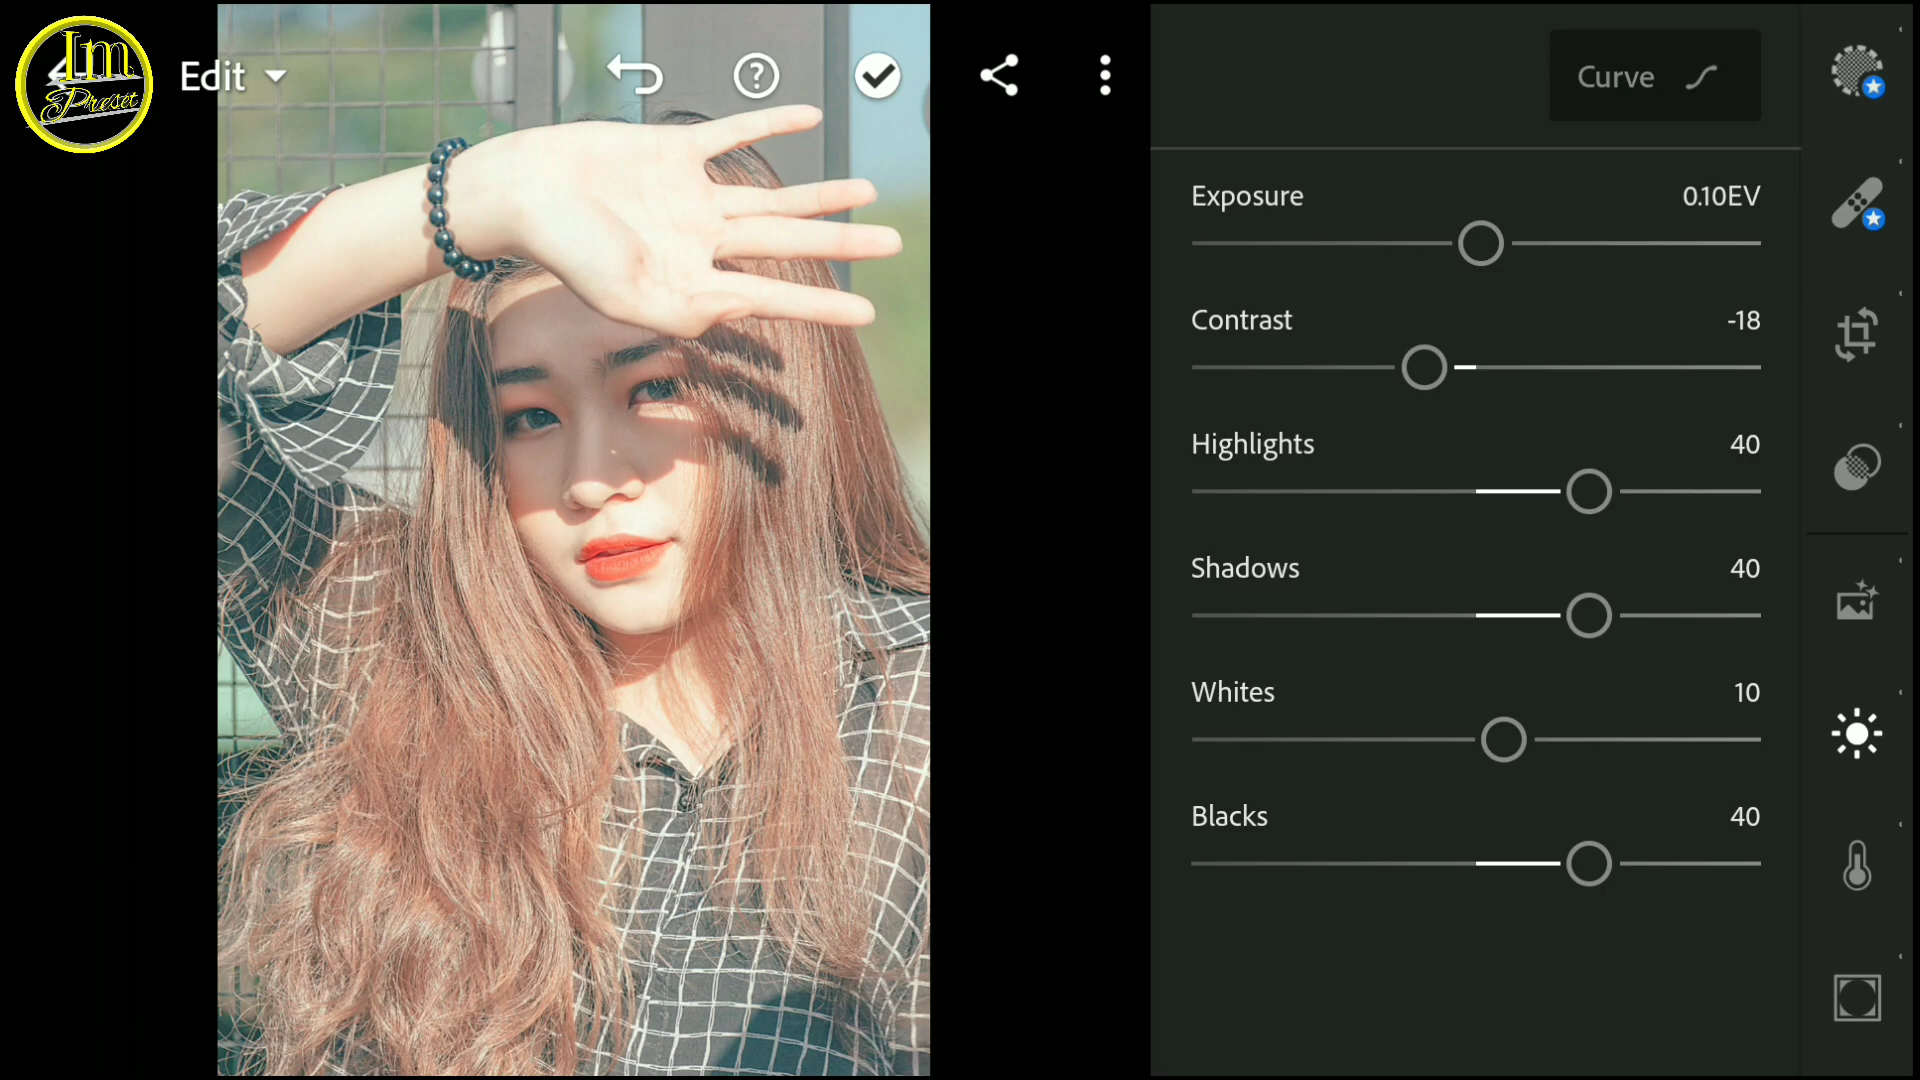 Im
Preset
Edit
Curve
Exposure 0.10EV
Contrast -18
Highlights 40
Shadows 40
Whites 10
Blacks 40